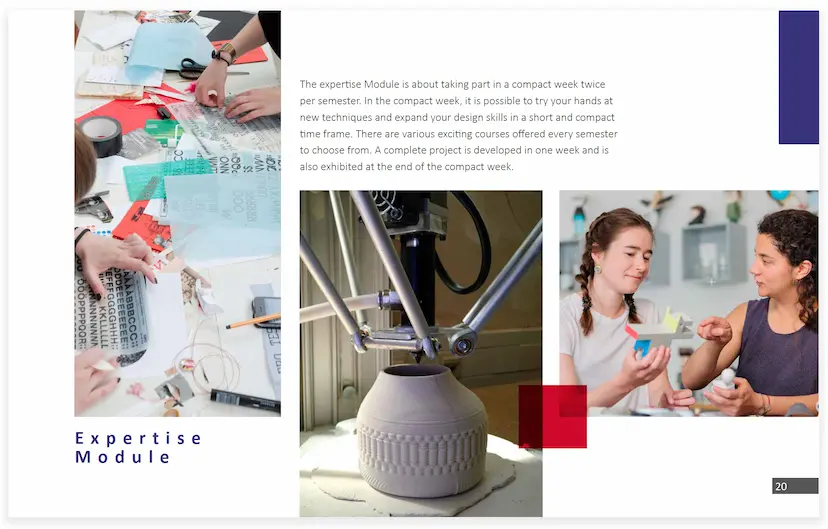 The expertise Module is about taking part in a compact week twice
per semester. In the compact week, it is possible to try your hands at
new techniques and expand your design skills in a short and compact
time frame. There are various exciting courses offered every semester
to choose from. A complete project is developed in one week and is
also exhibited at the end of the compact week.
Expertise
Module
20